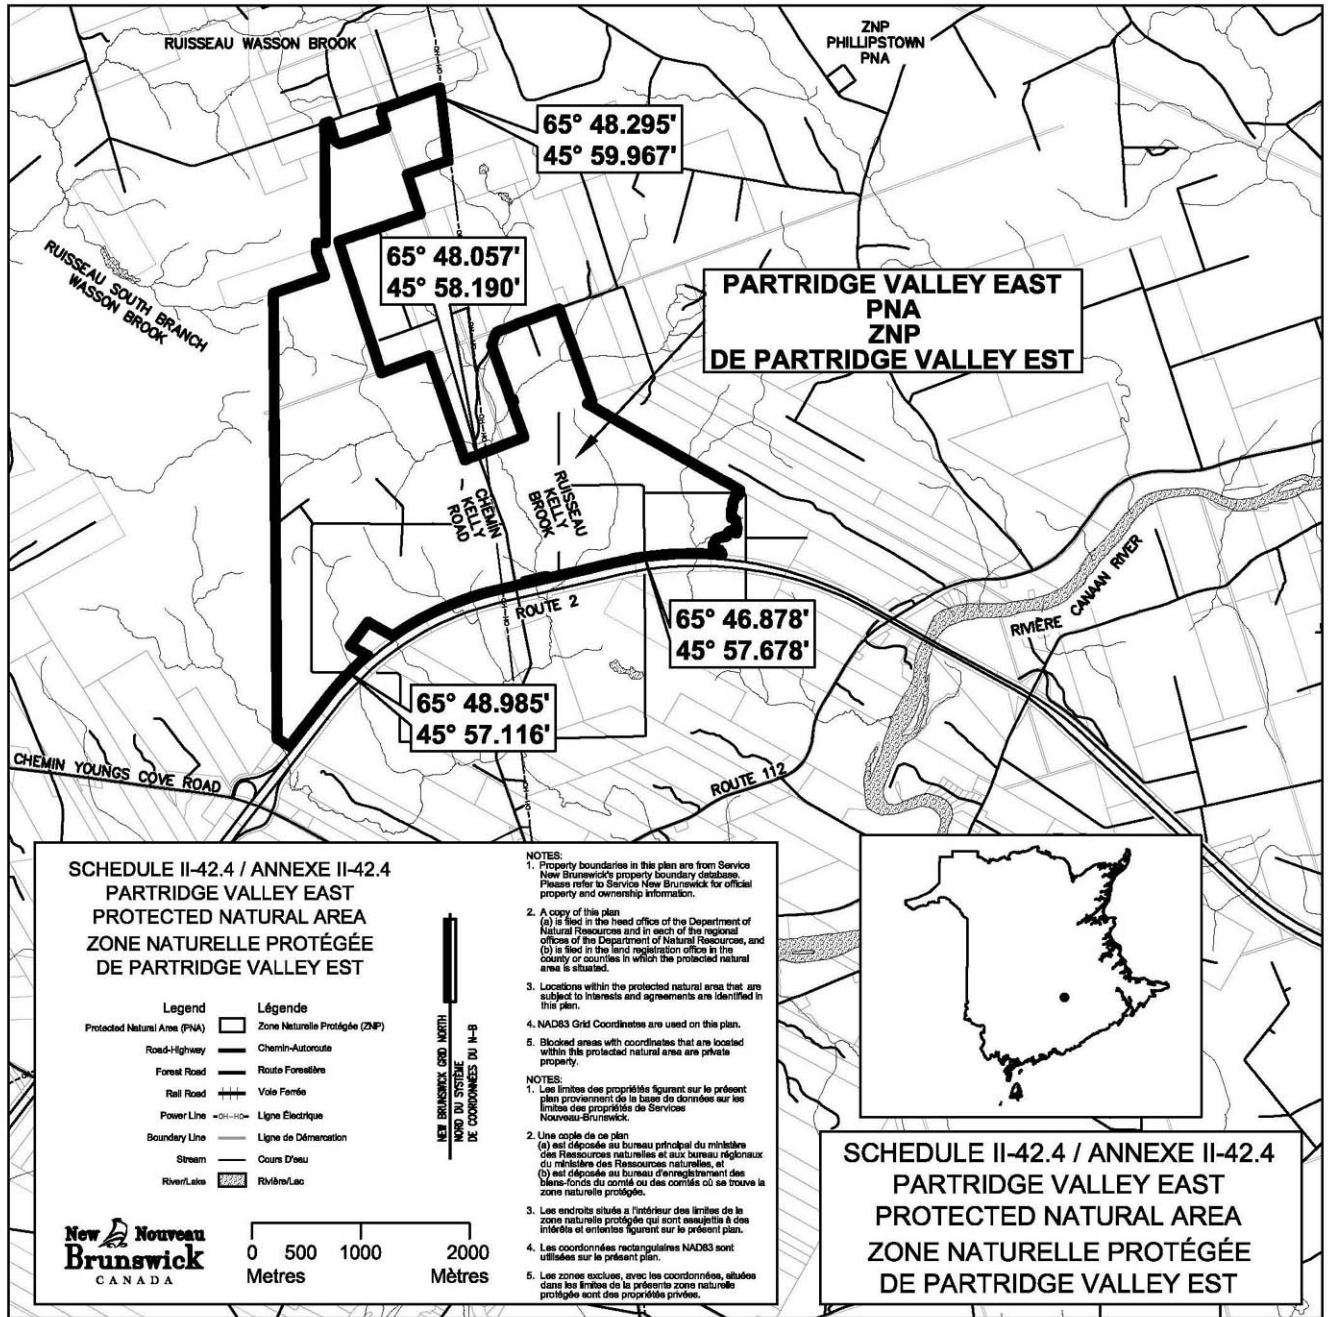 RUISSEAU WASSON BROOK
ZNP
PHILLIPSTOWN
PNA
65° 48.295'
45° 59.967'
RUISSEAU SOUTH BRANCH
WASSON BROOK
65° 48.057'
45° 58.190'
PARTRIDGE VALLEY EAST
PNA
ZNP
DE PARTRIDGE VALLEY EST
CHEMIN
KELLY
ROAD
RUISSEAU
KELLY
BROOK
ROUTE 2
65° 46.878'
45° 57.678'
RIVIÈRE CANAAN RIVER
65° 48.985'
45° 57.116'
CHEMIN YOUNGS COVE ROAD
ROUTE 112
SCHEDULE II-42.4 / ANNEXE II-42.4
PARTRIDGE VALLEY EAST
PROTECTED NATURAL AREA
ZONE NATURELLE PROTÉGÉE
DE PARTRIDGE VALLEY EST
Legend Légende
Protected Natural Area (PNA) Zone Naturelle Protégée (ZNP)
Road-Highway Chemin-Autoroute
Forest Road Route Forestière
Rail Road Voie Ferrée
Power Line -OH-HO- Ligne Électrique
Boundary Line Ligne de Démarcation
Stream Cours D'eau
River/Lake Rivière/Lac
NEW BRUNSWICK GRID NORTH
NORD DU SYSTÈME
DE COORDONNÉES DU N-B
New Nouveau
Brunswick
CANADA
0 500 1000 2000
Metres Mètres
NOTES:
1. Property boundaries in this plan are from Service
New Brunswick's property boundary database.
Please refer to Service New Brunswick for official
property and ownership information.
2. A copy of this plan
(a) is filed in the head office of the Department of
Natural Resources and in each of the regional
offices of the Department of Natural Resources, and
(b) is filed in the land registration office in the
county or counties in which the protected natural
area is situated.
3. Locations within the protected natural area that are
subject to interests and agreements are identified in
this plan.
4. NAD83 Grid Coordinates are used on this plan.
5. Blocked areas with coordinates that are located
within this protected natural area are private
property.
NOTES:
1. Les limites des propriétés figurant sur le présent
plan proviennent de la base de données sur les
limites des propriétés de Services
Nouveau-Brunswick.
2. Une copie de ce plan
(a) est déposée au bureau principal du ministère
des Ressources naturelles et aux bureau régionaux
du ministère des Ressources naturelles, et
(b) est déposée au bureau d'enregistrement des
biens-fonds du comté ou des comtés où se trouve la
zone naturelle protégée.
3. Les endroits situés a l'intérieur des limites de la
zone naturelle protégée qui sont assujettis à des
intérêts et ententes figurent sur le présent plan.
4. Les coordonnées rectangulaires NAD83 sont
utilisées sur le présent plan.
5. Les zones exclues, avec les coordonnées, situées
dans les limites de la présente zone naturelle
protégée sont des propriétés privées.
SCHEDULE II-42.4 / ANNEXE II-42.4
PARTRIDGE VALLEY EAST
PROTECTED NATURAL AREA
ZONE NATURELLE PROTÉGÉE
DE PARTRIDGE VALLEY EST